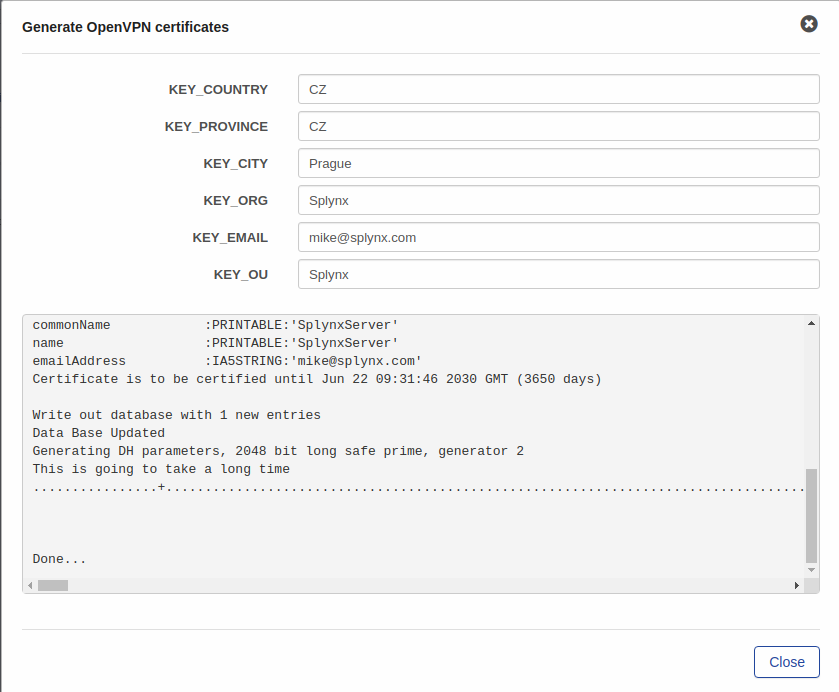 Generate OpenVPN certificates
KEY_COUNTRY CZ
KEY_PROVINCE CZ
KEY_CITY Prague
KEY_ORG Splynx
KEY_EMAIL mike@splynx.com
KEY_OU Splynx
commonName :PRINTABLE:'SplynxServer'
name :PRINTABLE:'SplynxServer'
emailAddress :IA5STRING:'mike@splynx.com'
Certificate is to be certified until Jun 22 09:31:46 2030 GMT (3650 days)
Write out database with 1 new entries
Data Base Updated
Generating DH parameters, 2048 bit long safe prime, generator 2
This is going to take a long time
................+..................................................................................
Done...
Close